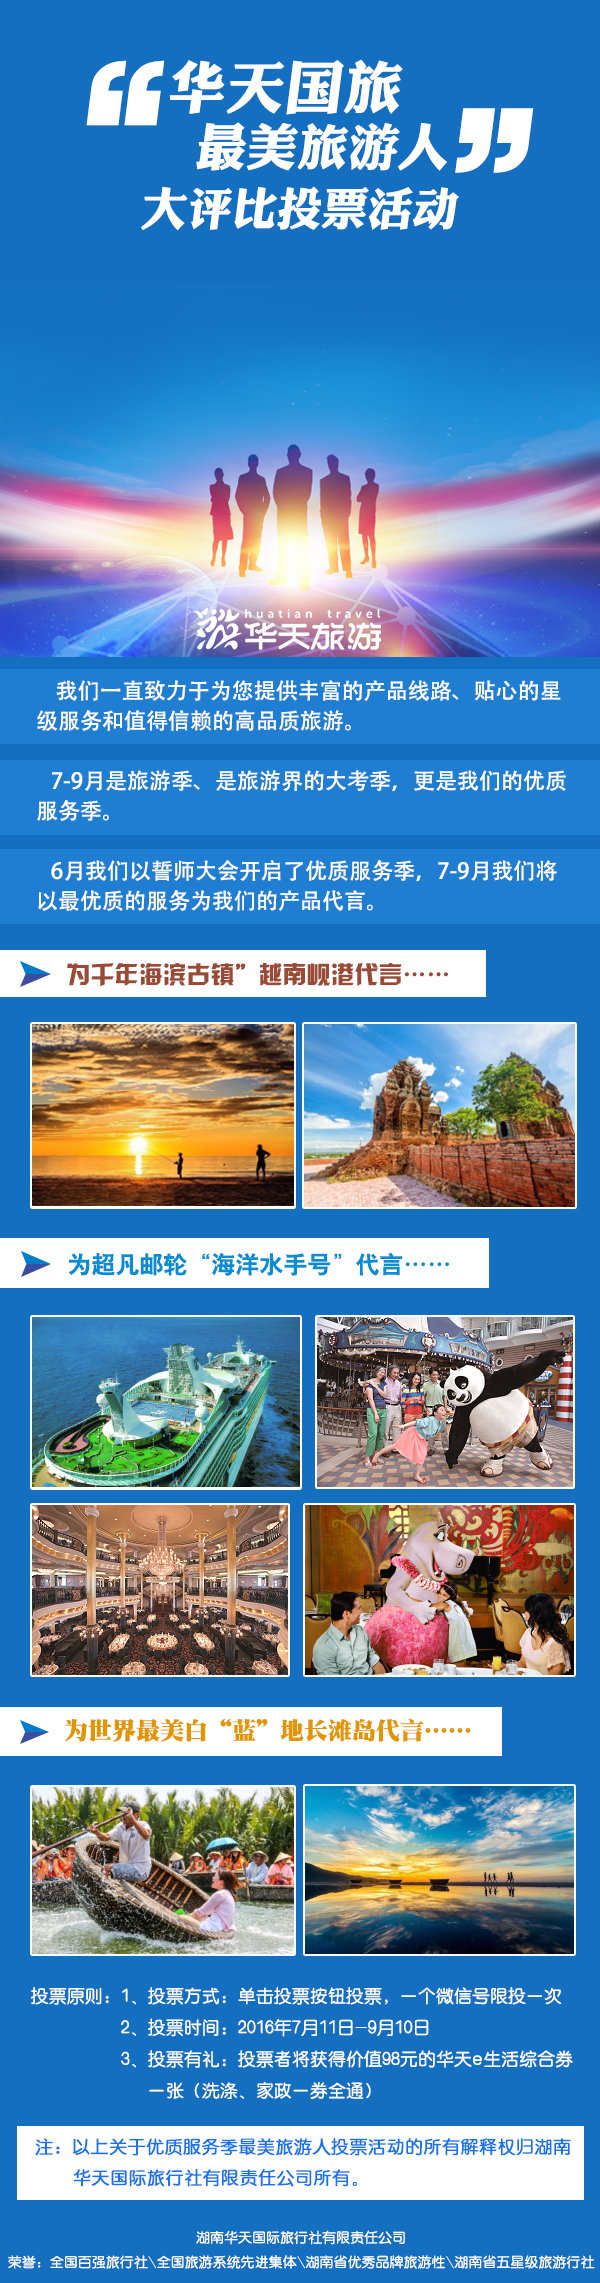 “华天国旅
最美旅游人”
大评比投票活动
huatian travel
华天旅游
我们一直致力于为您提供丰富的产品线路、贴心的星
级服务和值得信赖的高品质旅游。
7-9月是旅游季、是旅游界的大考季，更是我们的优质
服务季。
6月我们以誓师大会开启了优质服务季，7-9月我们将
以最优质的服务为我们的产品代言。
为千年海滨古镇”越南岘港代言……
为超凡邮轮“海洋水手号”代言……
为世界最美白“蓝”地长滩岛代言……
投票原则：1、投票方式：单击投票按钮投票，一个微信号限投一次
2、投票时间：2016年7月11日-9月10日
3、投票有礼：投票者将获得价值98元的华天e生活综合券
一张（洗涤、家政一券全通）
注：以上关于优质服务季最美旅游人投票活动的所有解释权归湖南
华天国际旅行社有限责任公司所有。
湖南华天国际旅行社有限责任公司
荣誉：全国百强旅行社\全国旅游系统先进集体\湖南省优秀品牌旅游性\湖南省五星级旅游行社